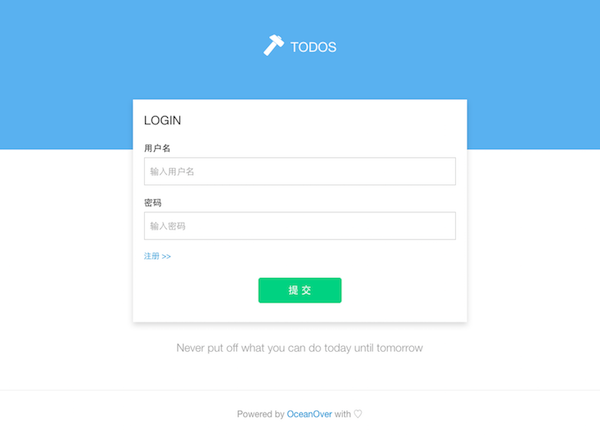 TODOS
LOGIN
用户名
输入用户名
密码
输入密码
注册 >>
提 交
Never put off what you can do today until tomorrow
Powered by OceanOver with ♡